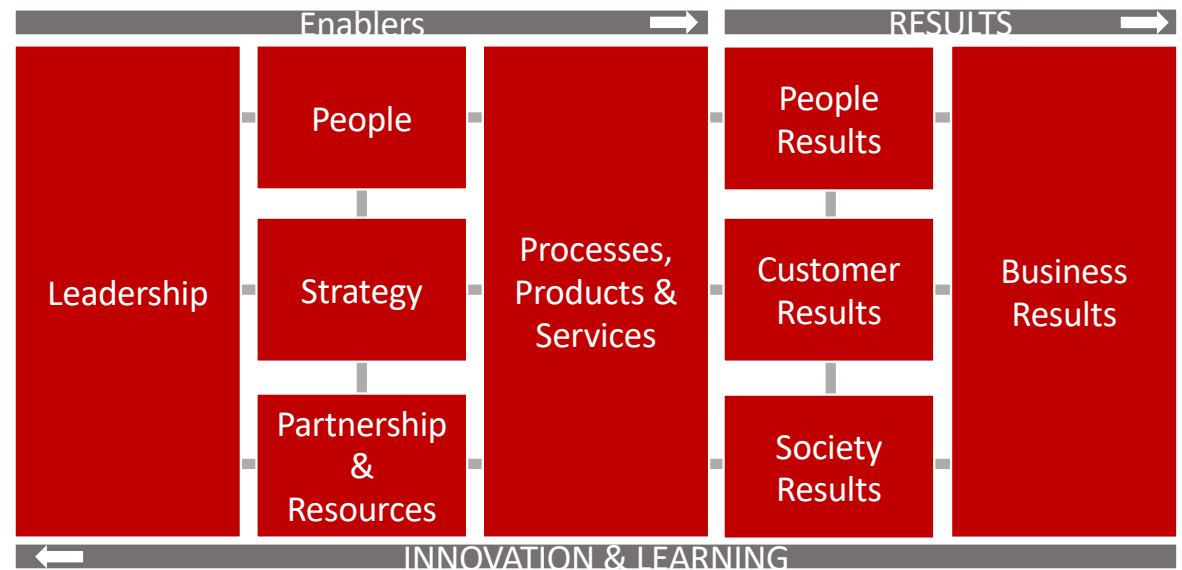 Enablers
RESULTS
Leadership
People
Strategy
Partnership
&
Resources
Processes,
Products &
Services
People
Results
Customer
Results
Society
Results
Business
Results
INNOVATION & LEARNING